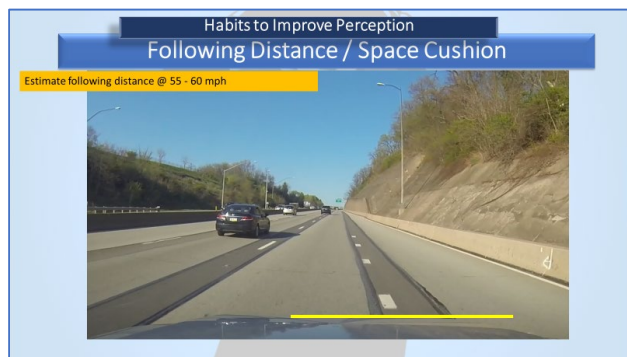 Habits to Improve Perception
Following Distance / Space Cushion
Estimate following distance @ 55 - 60 mph